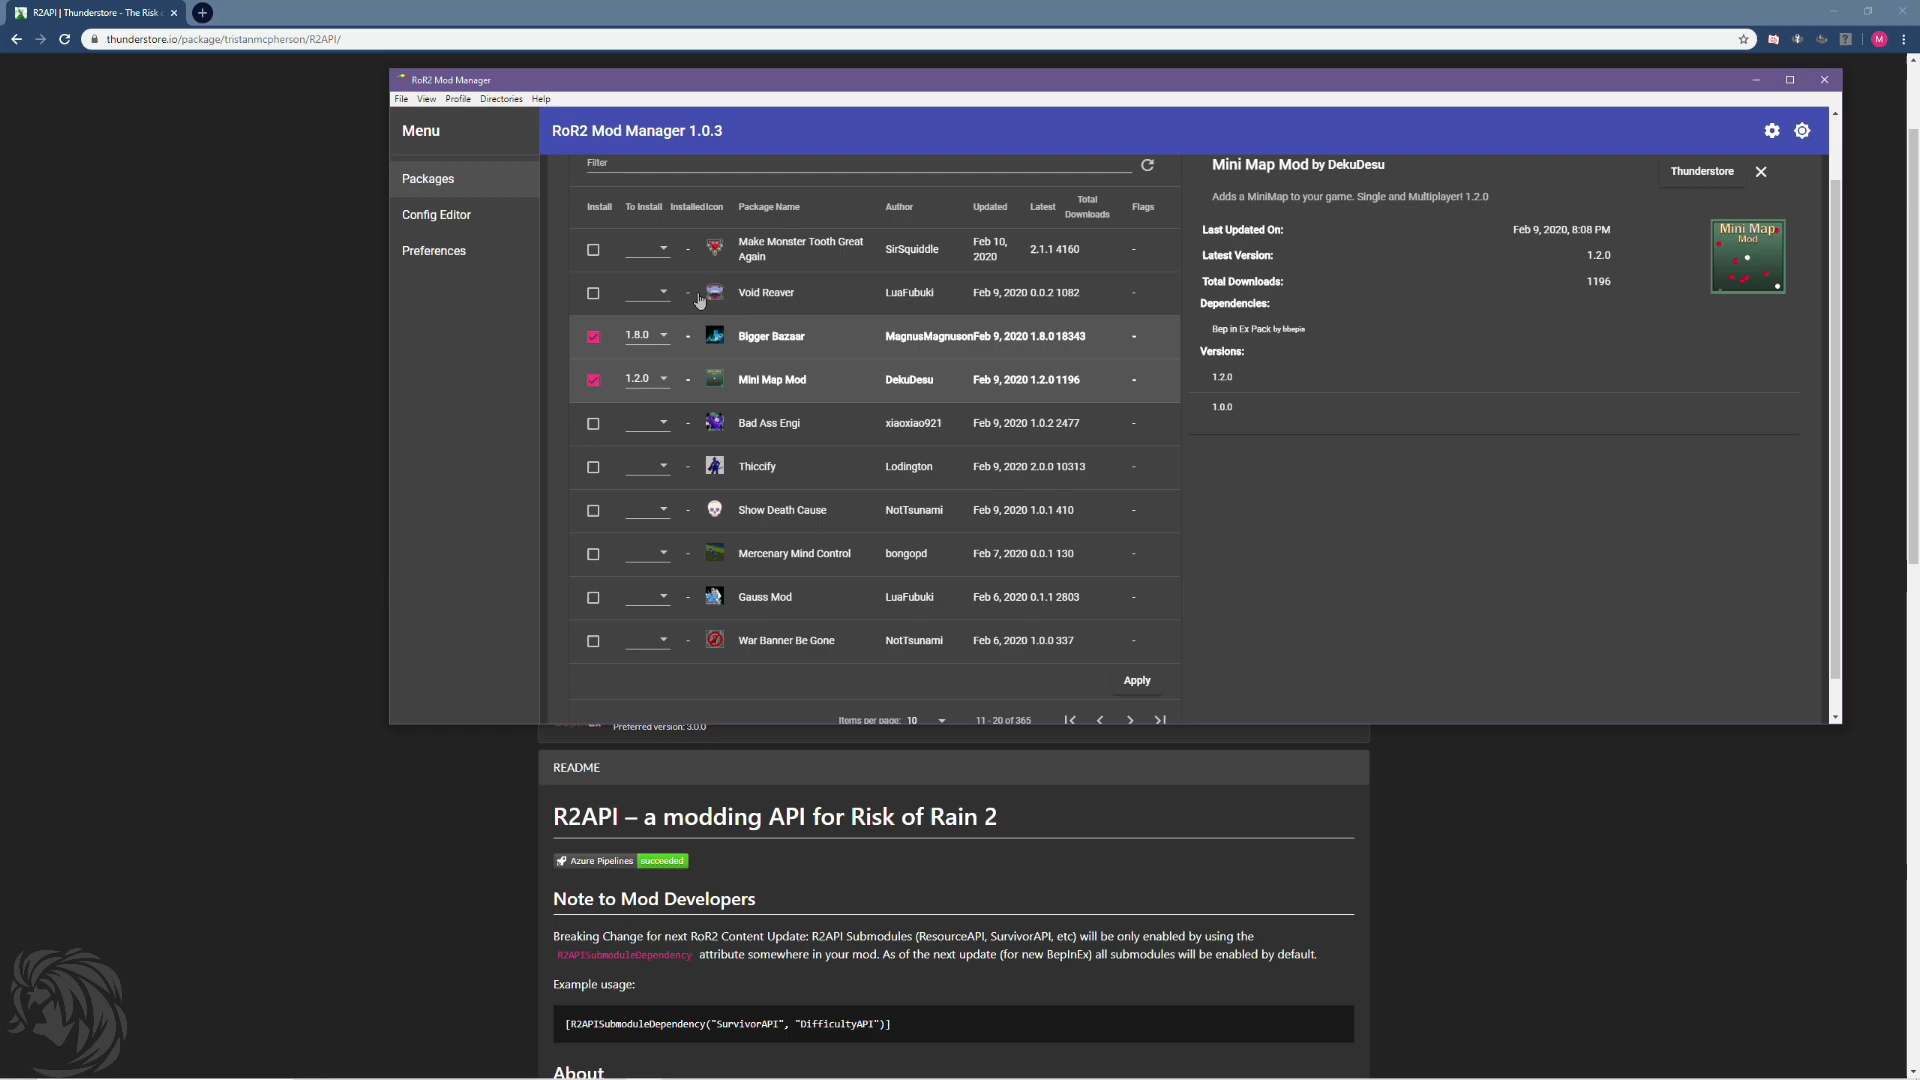 R2API | Thunderstore - The Risk
thunderstore.io/package/tristanmcpherson/R2API/
M
RoR2 Mod Manager
File View Profile Directories Help
Menu
RoR2 Mod Manager 1.0.3
Packages
Config Editor
Preferences
Filter
Install To Install Installed Icon Package Name Author Updated Latest Total Downloads Flags
Make Monster Tooth Great Again SirSquiddle Feb 10, 2020 2.1.1 4160 -
- Void Reaver LuaFubuki Feb 9, 2020 0.0.2 1082 -
1.8.0 - Bigger Bazaar MagnusMagnuson Feb 9, 2020 1.8.0 18343 -
1.2.0 - Mini Map Mod DekuDesu Feb 9, 2020 1.2.0 1196 -
- Bad Ass Engi xiaoxiao921 Feb 9, 2020 1.0.2 2477 -
- Thiccify Lodington Feb 9, 2020 2.0.0 10313 -
- Show Death Cause NotTsunami Feb 9, 2020 1.0.1 410 -
- Mercenary Mind Control bongopd Feb 7, 2020 0.0.1 130 -
- Gauss Mod LuaFubuki Feb 6, 2020 0.1.1 2803 -
- War Banner Be Gone NotTsunami Feb 6, 2020 1.0.0 337 -
Apply
Items per page: 10 11 - 20 of 365
Mini Map Mod by DekuDesu
Thunderstore
Adds a MiniMap to your game. Single and Multiplayer! 1.2.0
Last Updated On: Feb 9, 2020, 8:08 PM
Latest Version: 1.2.0
Total Downloads: 1196
Mini Map
Mod
Dependencies:
Bep in Ex Pack by bbepis
Versions:
1.2.0
1.0.0
Preferred version: 3.0.0
README
R2API – a modding API for Risk of Rain 2
Azure Pipelines succeeded
Note to Mod Developers
Breaking Change for next RoR2 Content Update: R2API Submodules (ResourceAPI, SurvivorAPI, etc) will be only enabled by using the
R2APISubmoduleDependency attribute somewhere in your mod. As of the next update (for new BepInEx) all submodules will be enabled by default.
Example usage:
[R2APISubmoduleDependency("SurvivorAPI", "DifficultyAPI")]
About